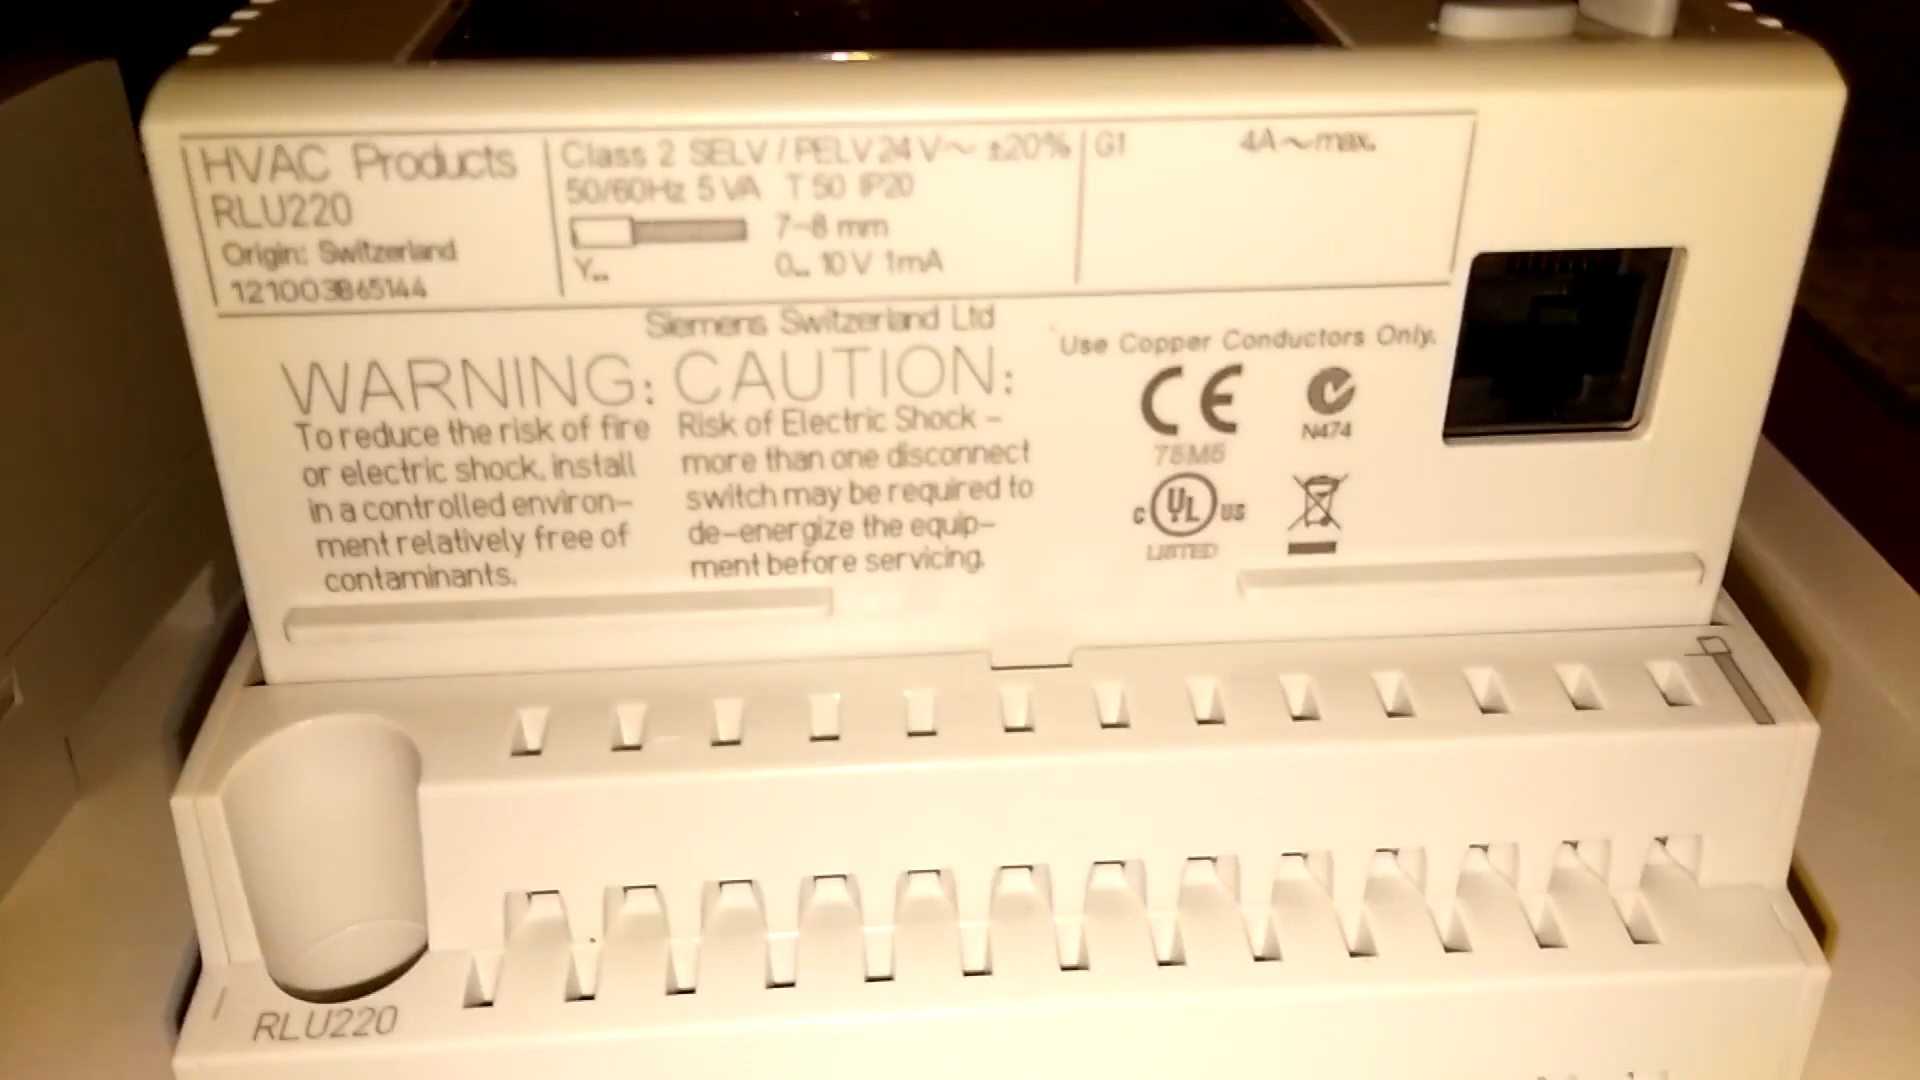 HVAC Products
RLU220
Origin: Switzerland
121003B65144
Class 2 SELV / PELV 24 V~ ±20%
50/60Hz 5 VA T 50 IP20
7-8 mm
Y... 0... 10 V 1mA
G1 4A~max.
Siemens Switzerland Ltd
WARNING:
To reduce the risk of fire
or electric shock, install
in a controlled environ-
ment relatively free of
contaminants.
CAUTION:
Risk of Electric Shock -
more than one disconnect
switch may be required to
de-energize the equip-
ment before servicing.
Use Copper Conductors Only.
CE
N474
75M5
C UL US
LISTED
RLU220